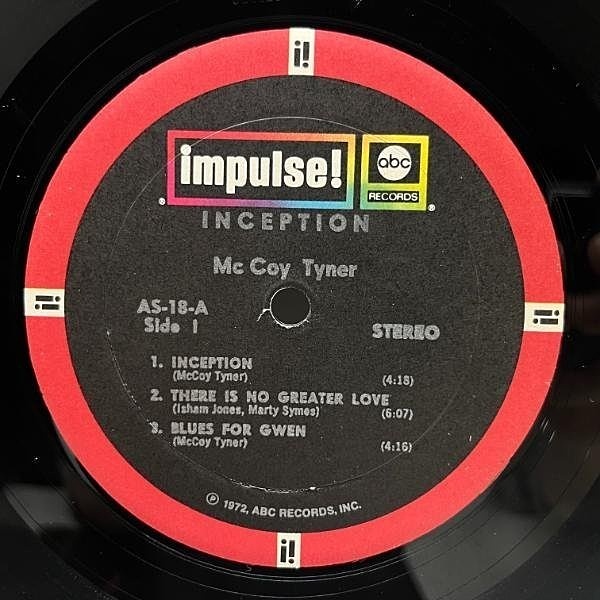 i!
impulse!
abc
RECORDS
®
®
INCEPTION
Mc Coy Tyner
AS-18-A
Side 1
STEREO
i!
i!
1. INCEPTION
(McCoy Tyner) (4:18)
2. THERE IS NO GREATER LOVE
(Isham Jones, Marty Symes) (6:07)
3. BLUES FOR GWEN
(McCoy Tyner) (4:16)
℗ 1972, ABC RECORDS, INC.
i!